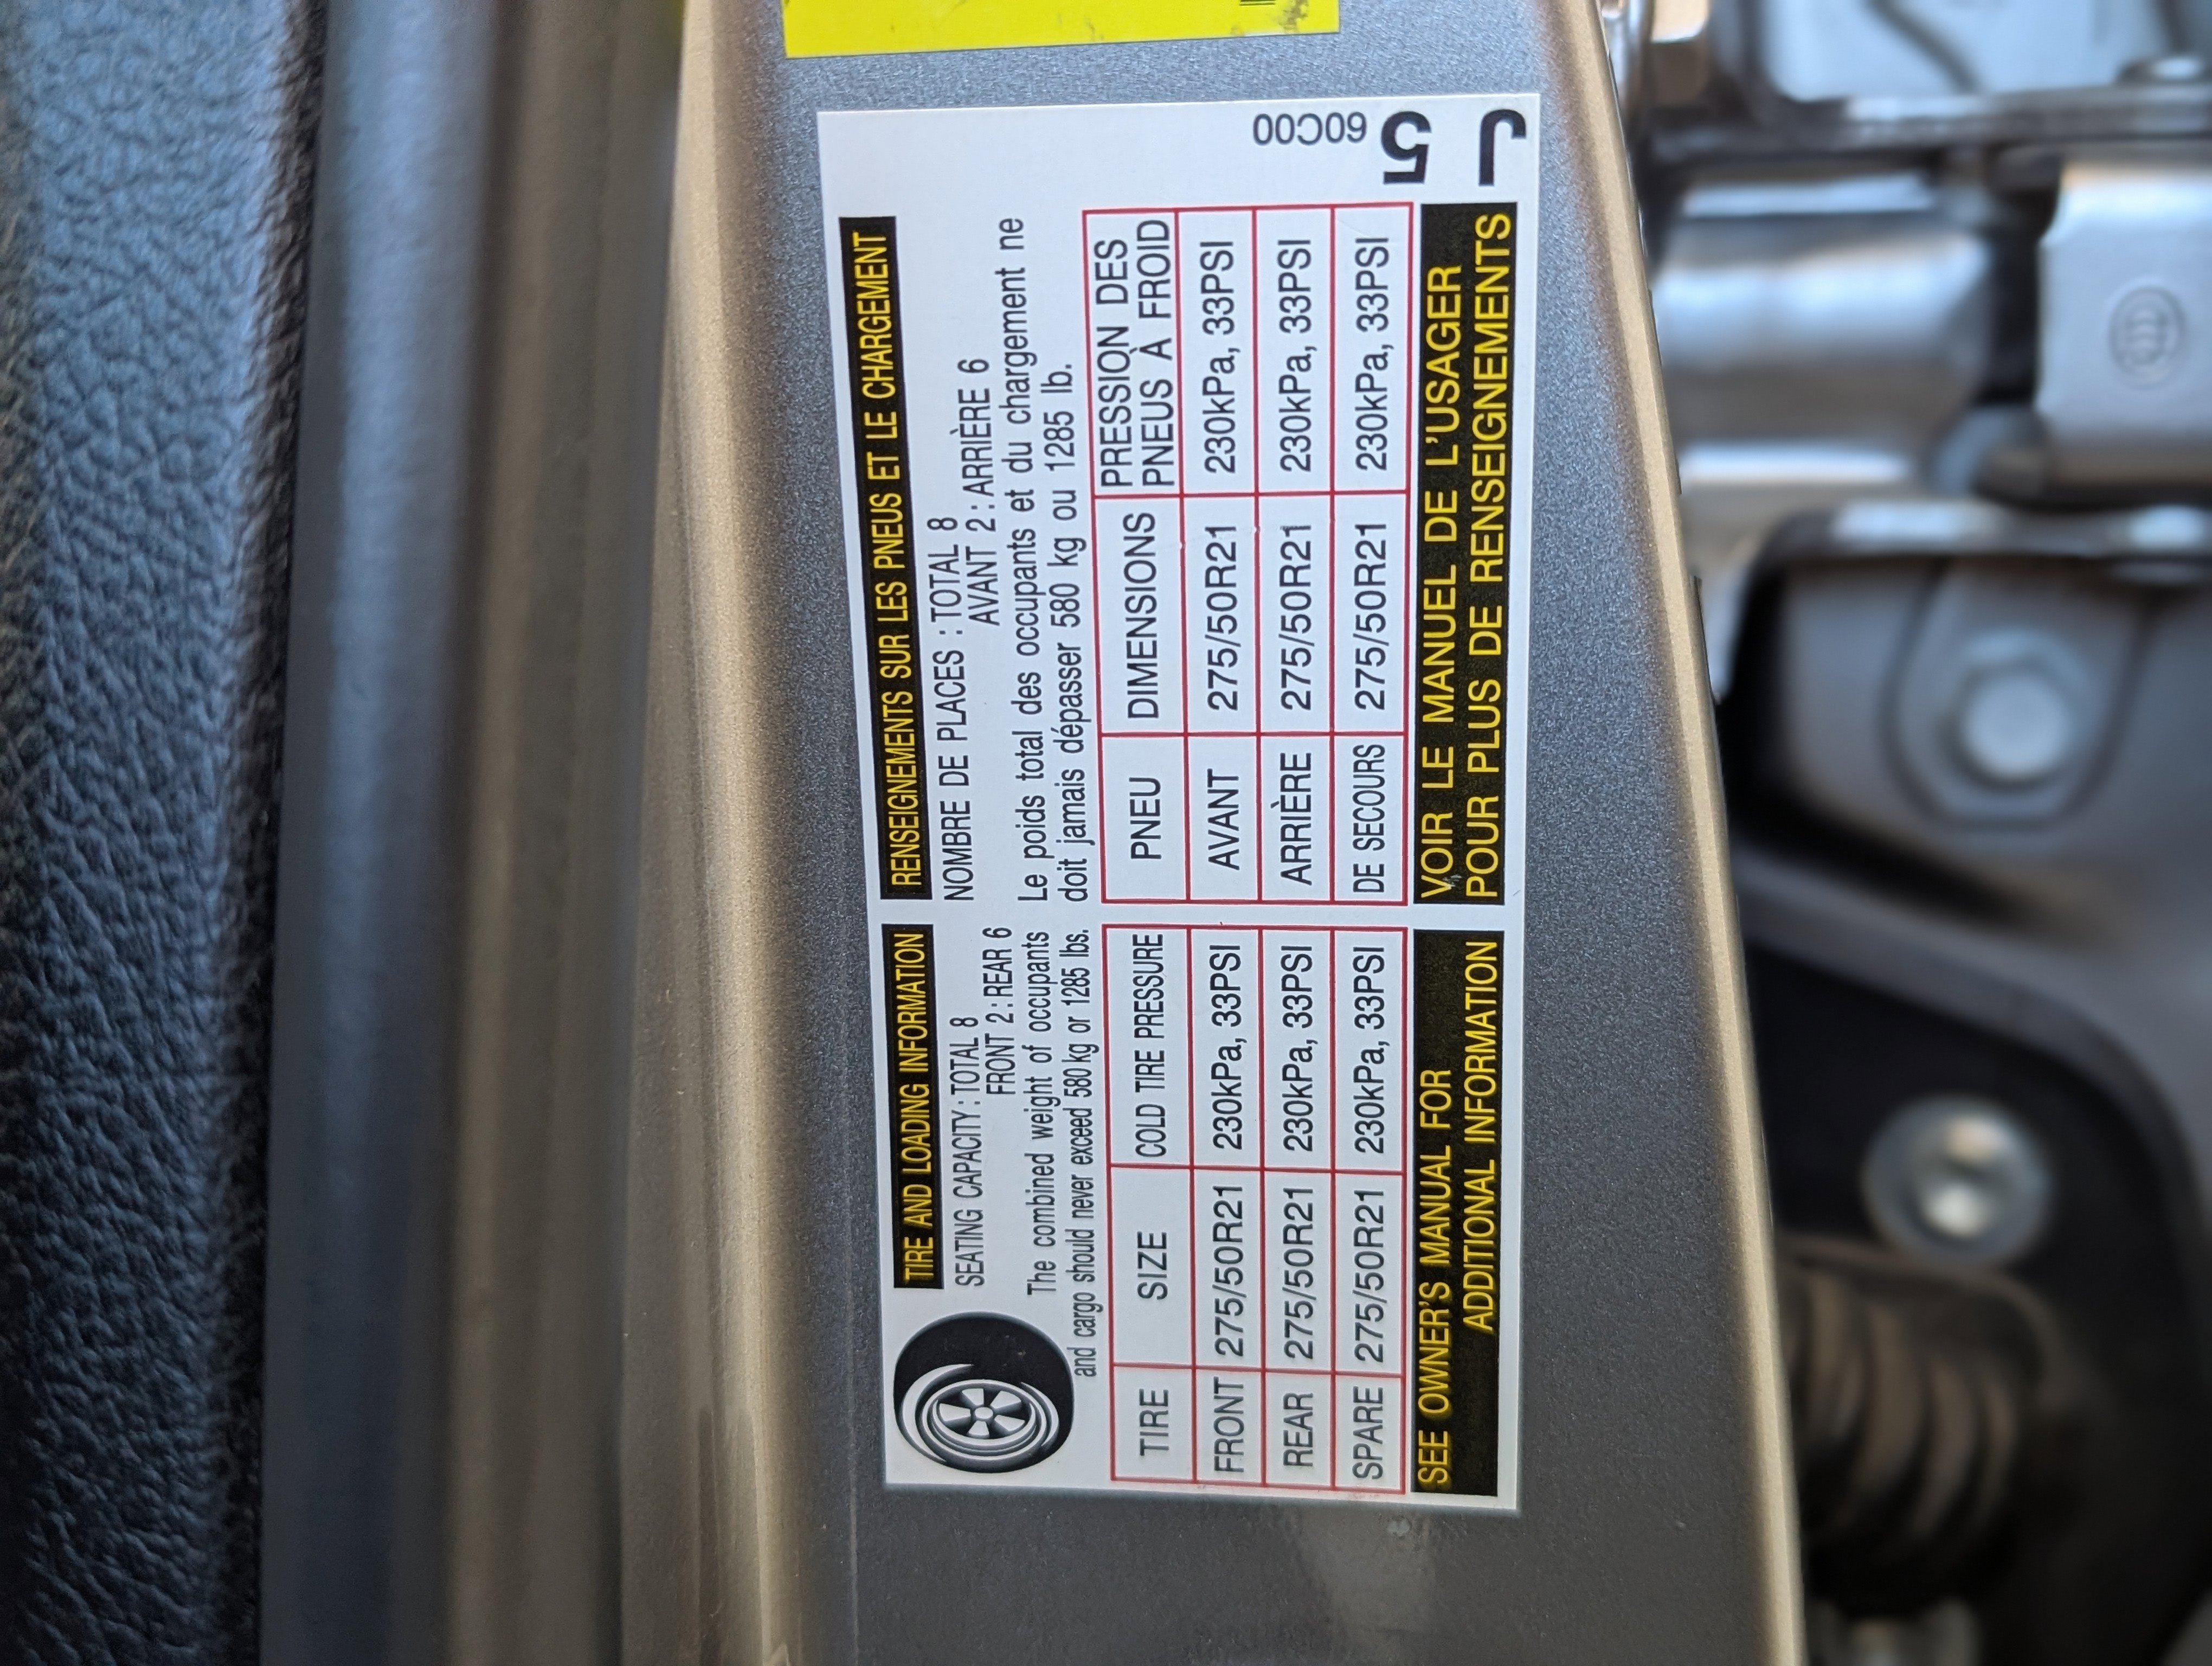 TIRE AND LOADING INFORMATION
SEATING CAPACITY : TOTAL 8
FRONT 2 : REAR 6
The combined weight of occupants
and cargo should never exceed 580 kg or 1285 lbs.
TIRE SIZE COLD TIRE PRESSURE
FRONT 275/50R21 230kPa, 33PSI
REAR 275/50R21 230kPa, 33PSI
SPARE 275/50R21 230kPa, 33PSI
SEE OWNER'S MANUAL FOR
ADDITIONAL INFORMATION
RENSEIGNEMENTS SUR LES PNEUS ET LE CHARGEMENT
NOMBRE DE PLACES : TOTAL 8
AVANT 2 : ARRIÈRE 6
Le poids total des occupants et du chargement ne
doit jamais dépasser 580 kg ou 1285 lb.
PNEU DIMENSIONS PRESSION DES
PNEUS À FROID
AVANT 275/50R21 230kPa, 33PSI
ARRIÈRE 275/50R21 230kPa, 33PSI
DE SECOURS 275/50R21 230kPa, 33PSI
VOIR LE MANUEL DE L'USAGER
POUR PLUS DE RENSEIGNEMENTS
60C00
5
J